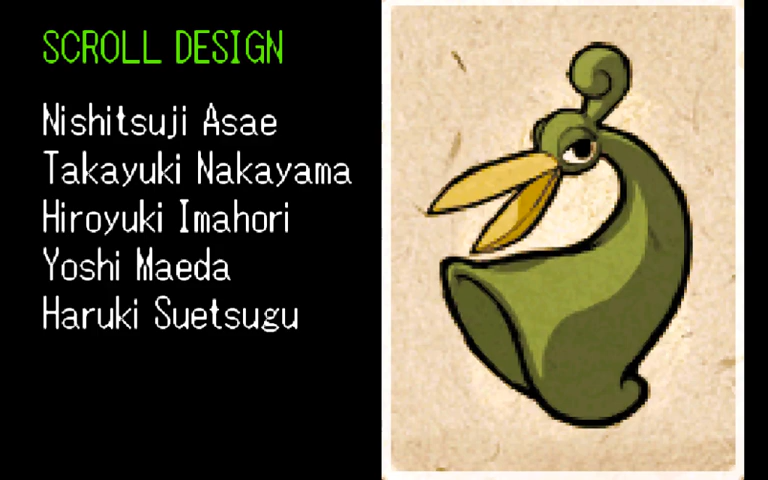 SCROLL DESIGN
Nishitsuji Asae
Takayuki Nakayama
Hiroyuki Imahori
Yoshi Maeda
Haruki Suetsugu